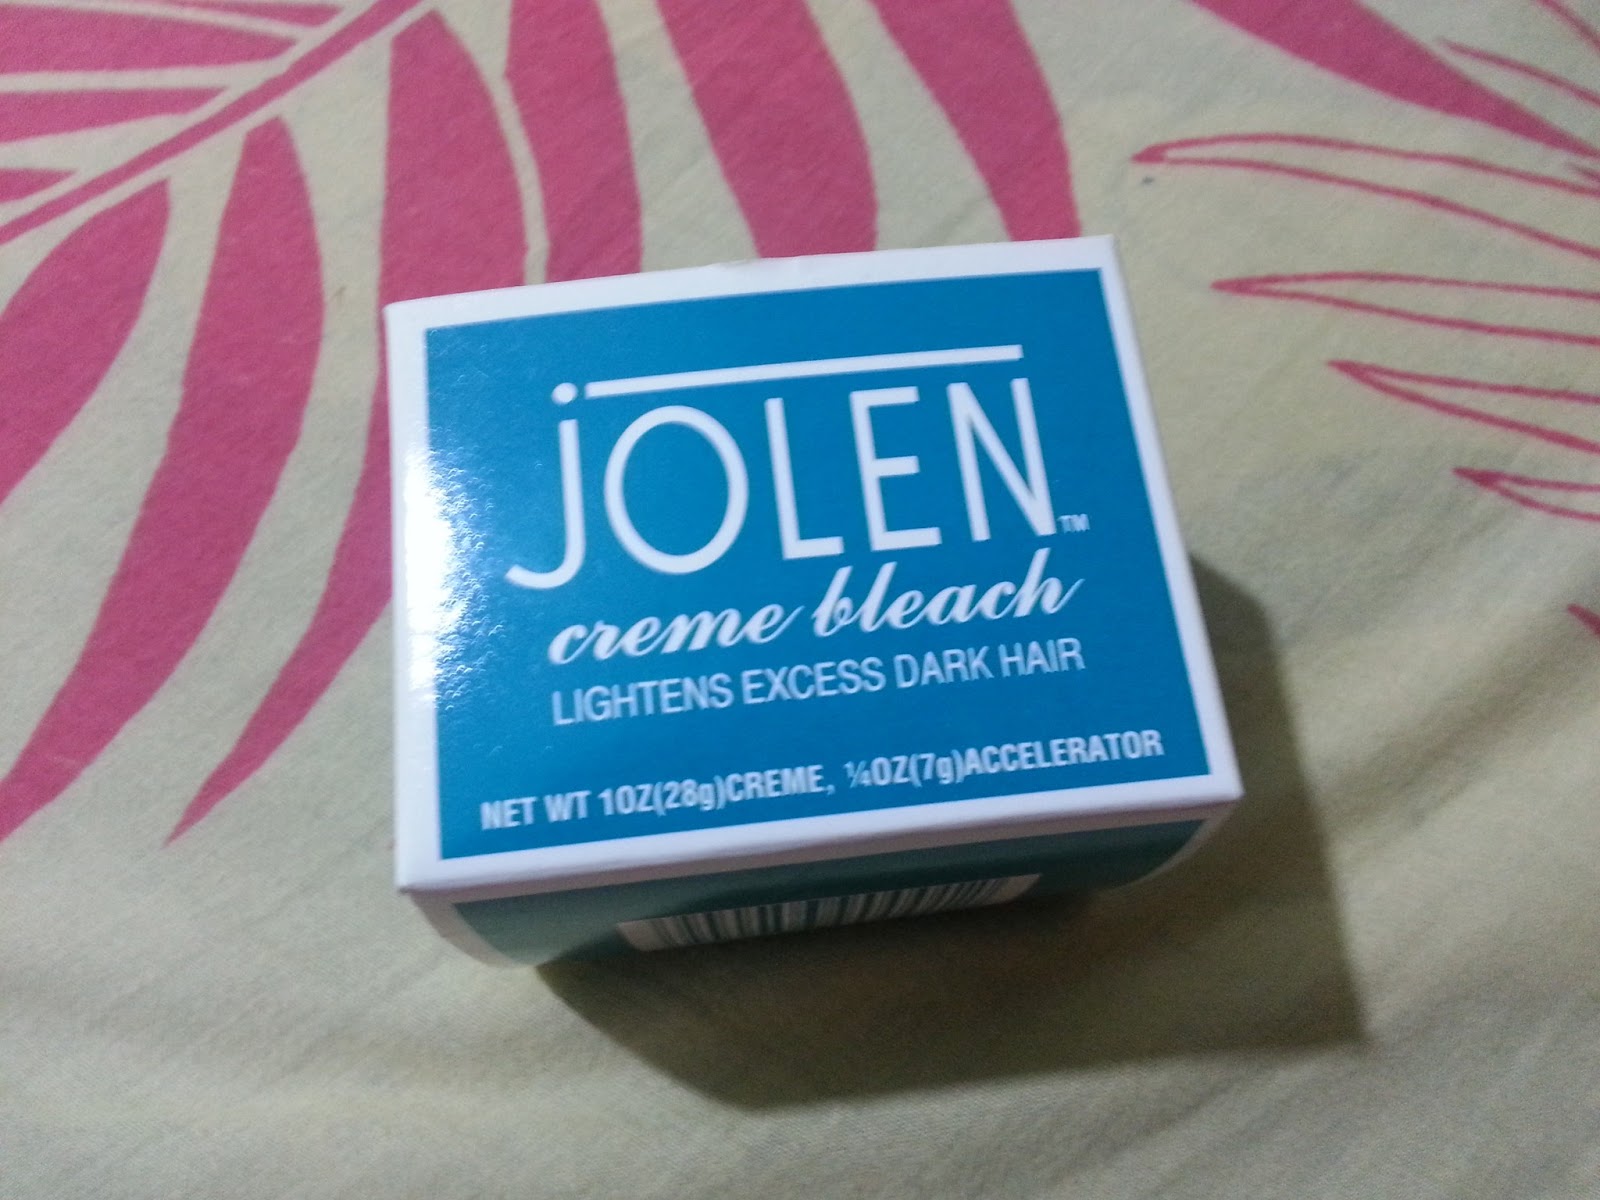 jOLEN™
creme bleach
LIGHTENS EXCESS DARK HAIR
NET WT 1OZ(28g)CREME, ¼OZ(7g)ACCELERATOR